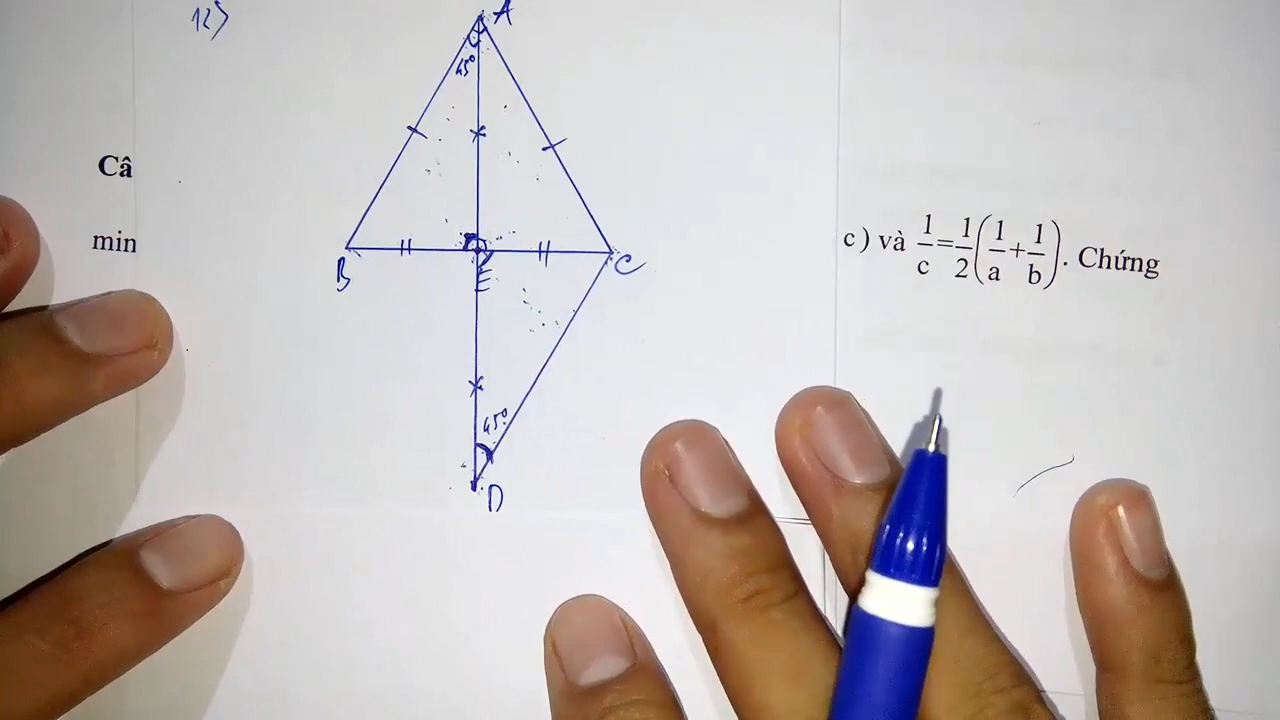 12)
A
45°
Câ
min
B
E
C
c) và 1/c=1/2(1/a+1/b). Chứng
45°
D